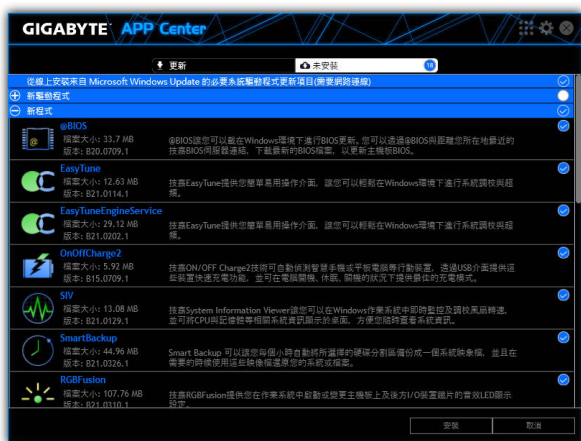 GIGABYTE APP Center
更新
未安裝
18
從線上安裝來自 Microsoft Windows Update 的必要系統驅動程式更新項目(需要網路連線)
新驅動程式
新程式
@BIOS
檔案大小: 33.7 MB
版本: B20.0709.1
@BIOS讓您可以載在Windows環境下進行BIOS更新。您可以透過@BIOS與距離您所在地最近的
技嘉BIOS伺服器連絡，下載最新的BIOS檔案，以更新主機板BIOS。
EasyTune
檔案大小: 12.63 MB
版本: B21.0114.1
技嘉EasyTune提供您簡單易用操作介面，讓您可以輕鬆在Windows環境下進行系統調校與超
頻。
EasyTuneEngineService
檔案大小: 29.12 MB
版本: B21.0202.1
技嘉EasyTune提供您簡單易用操作介面，讓您可以輕鬆在Windows環境下進行系統調校與超
頻。
OnOffCharge2
檔案大小: 5.92 MB
版本: B15.0709.1
技嘉ON/OFF Charge2技術可自動偵測智慧手機或平板電腦等行動裝置，透過USB介面提供這
些裝置快速充電功能，並可在電腦開機、休眠、關機的狀況下提供最佳的充電模式。
SIV
檔案大小: 13.08 MB
版本: B21.0129.1
技嘉System Information Viewer讓您可以在Windows作業系統中即時監控及調校風扇轉速，
並可將CPU與記憶體等相關系統資訊顯示於桌面，方便您隨時查看系統資訊。
SmartBackup
檔案大小: 44.96 MB
版本: B21.0326.1
Smart Backup 可以讓您每個小時自動將所選擇的硬碟分割區備份成一個系統映象檔，並且在
需要的時候使用這些映像檔還原您的系統或檔案。
RGBFusion
檔案大小: 107.76 MB
版本: B21.0310.1
技嘉RGBFusion提供您在作業系統中啟動或變更主機板上及後方I/O裝置鐵片的音效LED顯示
設定。
安裝
取消